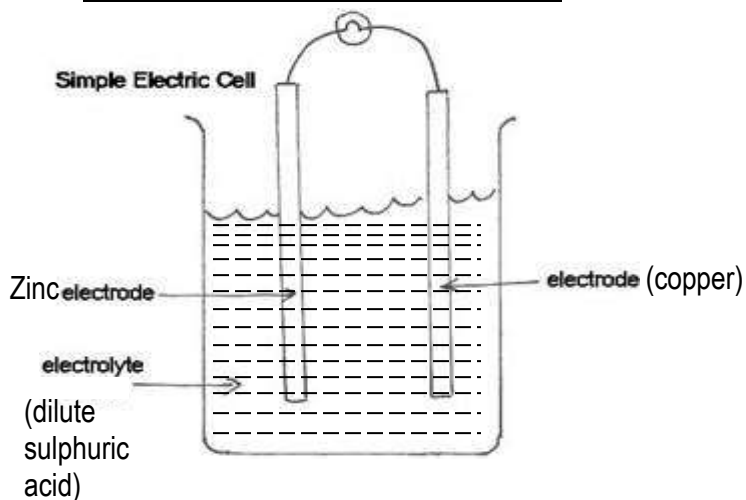 Simple Electric Cell
Zinc electrode
electrode (copper)
electrolyte
(dilute
sulphuric
acid)